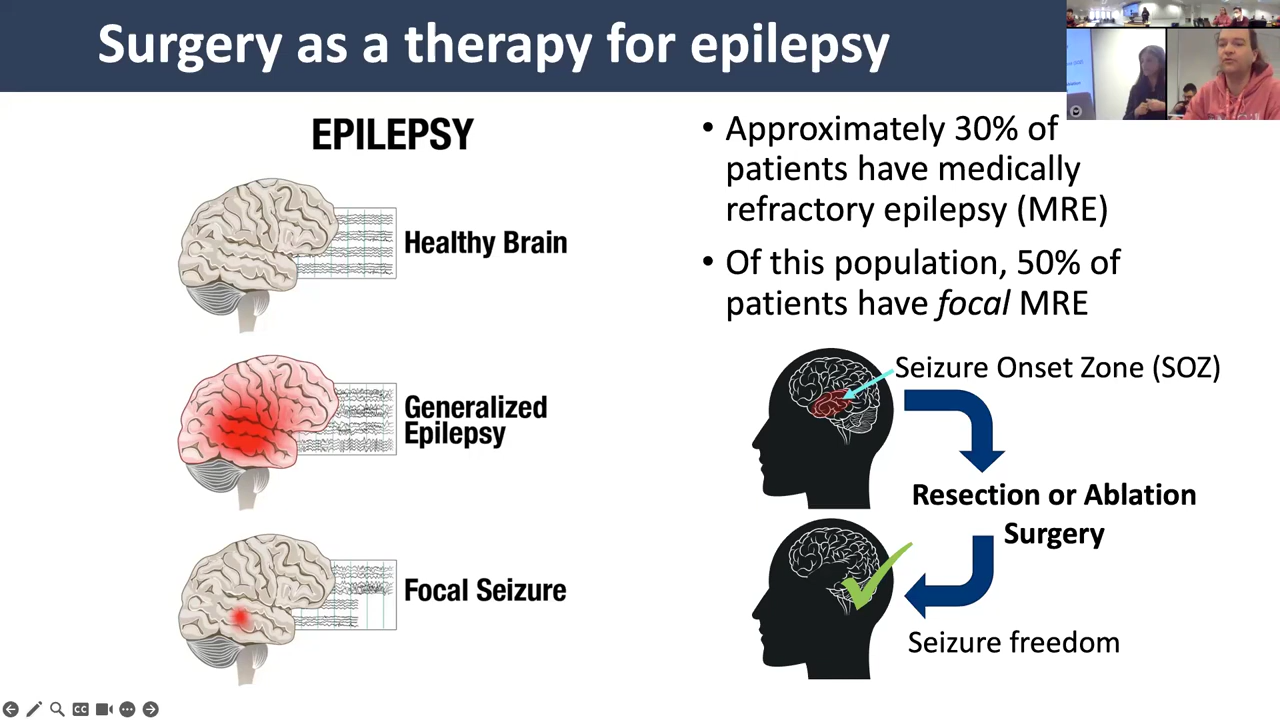 Surgery as a therapy for epilepsy
EPILEPSY
Healthy Brain
Generalized
Epilepsy
Focal Seizure
• Approximately 30% of
patients have medically
refractory epilepsy (MRE)
• Of this population, 50% of
patients have focal MRE
Seizure Onset Zone (SOZ)
Resection or Ablation
Surgery
Seizure freedom
CC